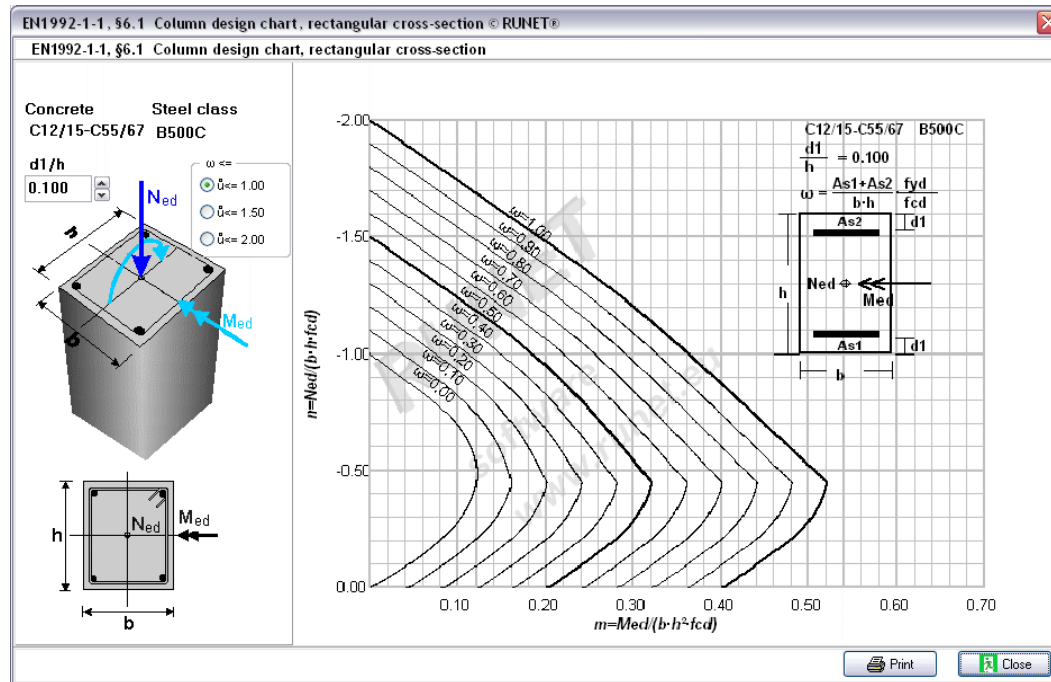 EN1992-1-1, §6.1 Column design chart, rectangular cross-section © RUNET®
EN1992-1-1, §6.1 Column design chart, rectangular cross-section
Concrete Steel class
C12/15-C55/67 B500C
d1/h
0.100
ω <=
ů<= 1.00
ů<= 1.50
ů<= 2.00
Ned
h
b
Med
h
Ned
Med
b
n=Ned/(b·h·fcd)
-2.00
-1.50
-1.00
-0.50
0.00
0.10 0.20 0.30 0.40 0.50 0.60 0.70
m=Med/(b·h²·fcd)
ω=1.00
ω=0.90
ω=0.80
ω=0.70
ω=0.60
ω=0.50
ω=0.40
ω=0.30
ω=0.20
ω=0.10
ω=0.00
RUNET
software
www.runet.eu
C12/15-C55/67 B500C
d1
h
= 0.100
ω = As1+As2 · fyd
b·h fcd
As2
d1
h
Ned
Med
As1
d1
b
Print
Close